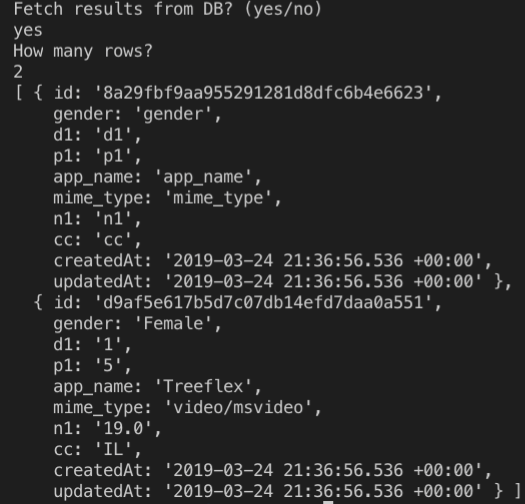 Fetch results from DB? (yes/no)
yes
How many rows?
2
[ { id: '8a29fbf9aa955291281d8dfc6b4e6623',
gender: 'gender',
d1: 'd1',
p1: 'p1',
app_name: 'app_name',
mime_type: 'mime_type',
n1: 'n1',
cc: 'cc',
createdAt: '2019-03-24 21:36:56.536 +00:00',
updatedAt: '2019-03-24 21:36:56.536 +00:00' },
{ id: 'd9af5e617b5d7c07db14efd7daa0a551',
gender: 'Female',
d1: '1',
p1: '5',
app_name: 'Treeflex',
mime_type: 'video/msvideo',
n1: '19.0',
cc: 'IL',
createdAt: '2019-03-24 21:36:56.536 +00:00',
updatedAt: '2019-03-24 21:36:56.536 +00:00' } ]